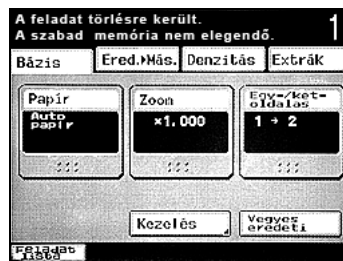 A feladat törlésre került.
A szabad memória nem elegendő. 1
Bázis Ered.▸Más. Denzitás Extrák
Papír Zoom Egy-/két-
oldalas
Auto
papír ×1.000 1 → 2
Kezelés Vegyes
eredeti
Feladat
lista